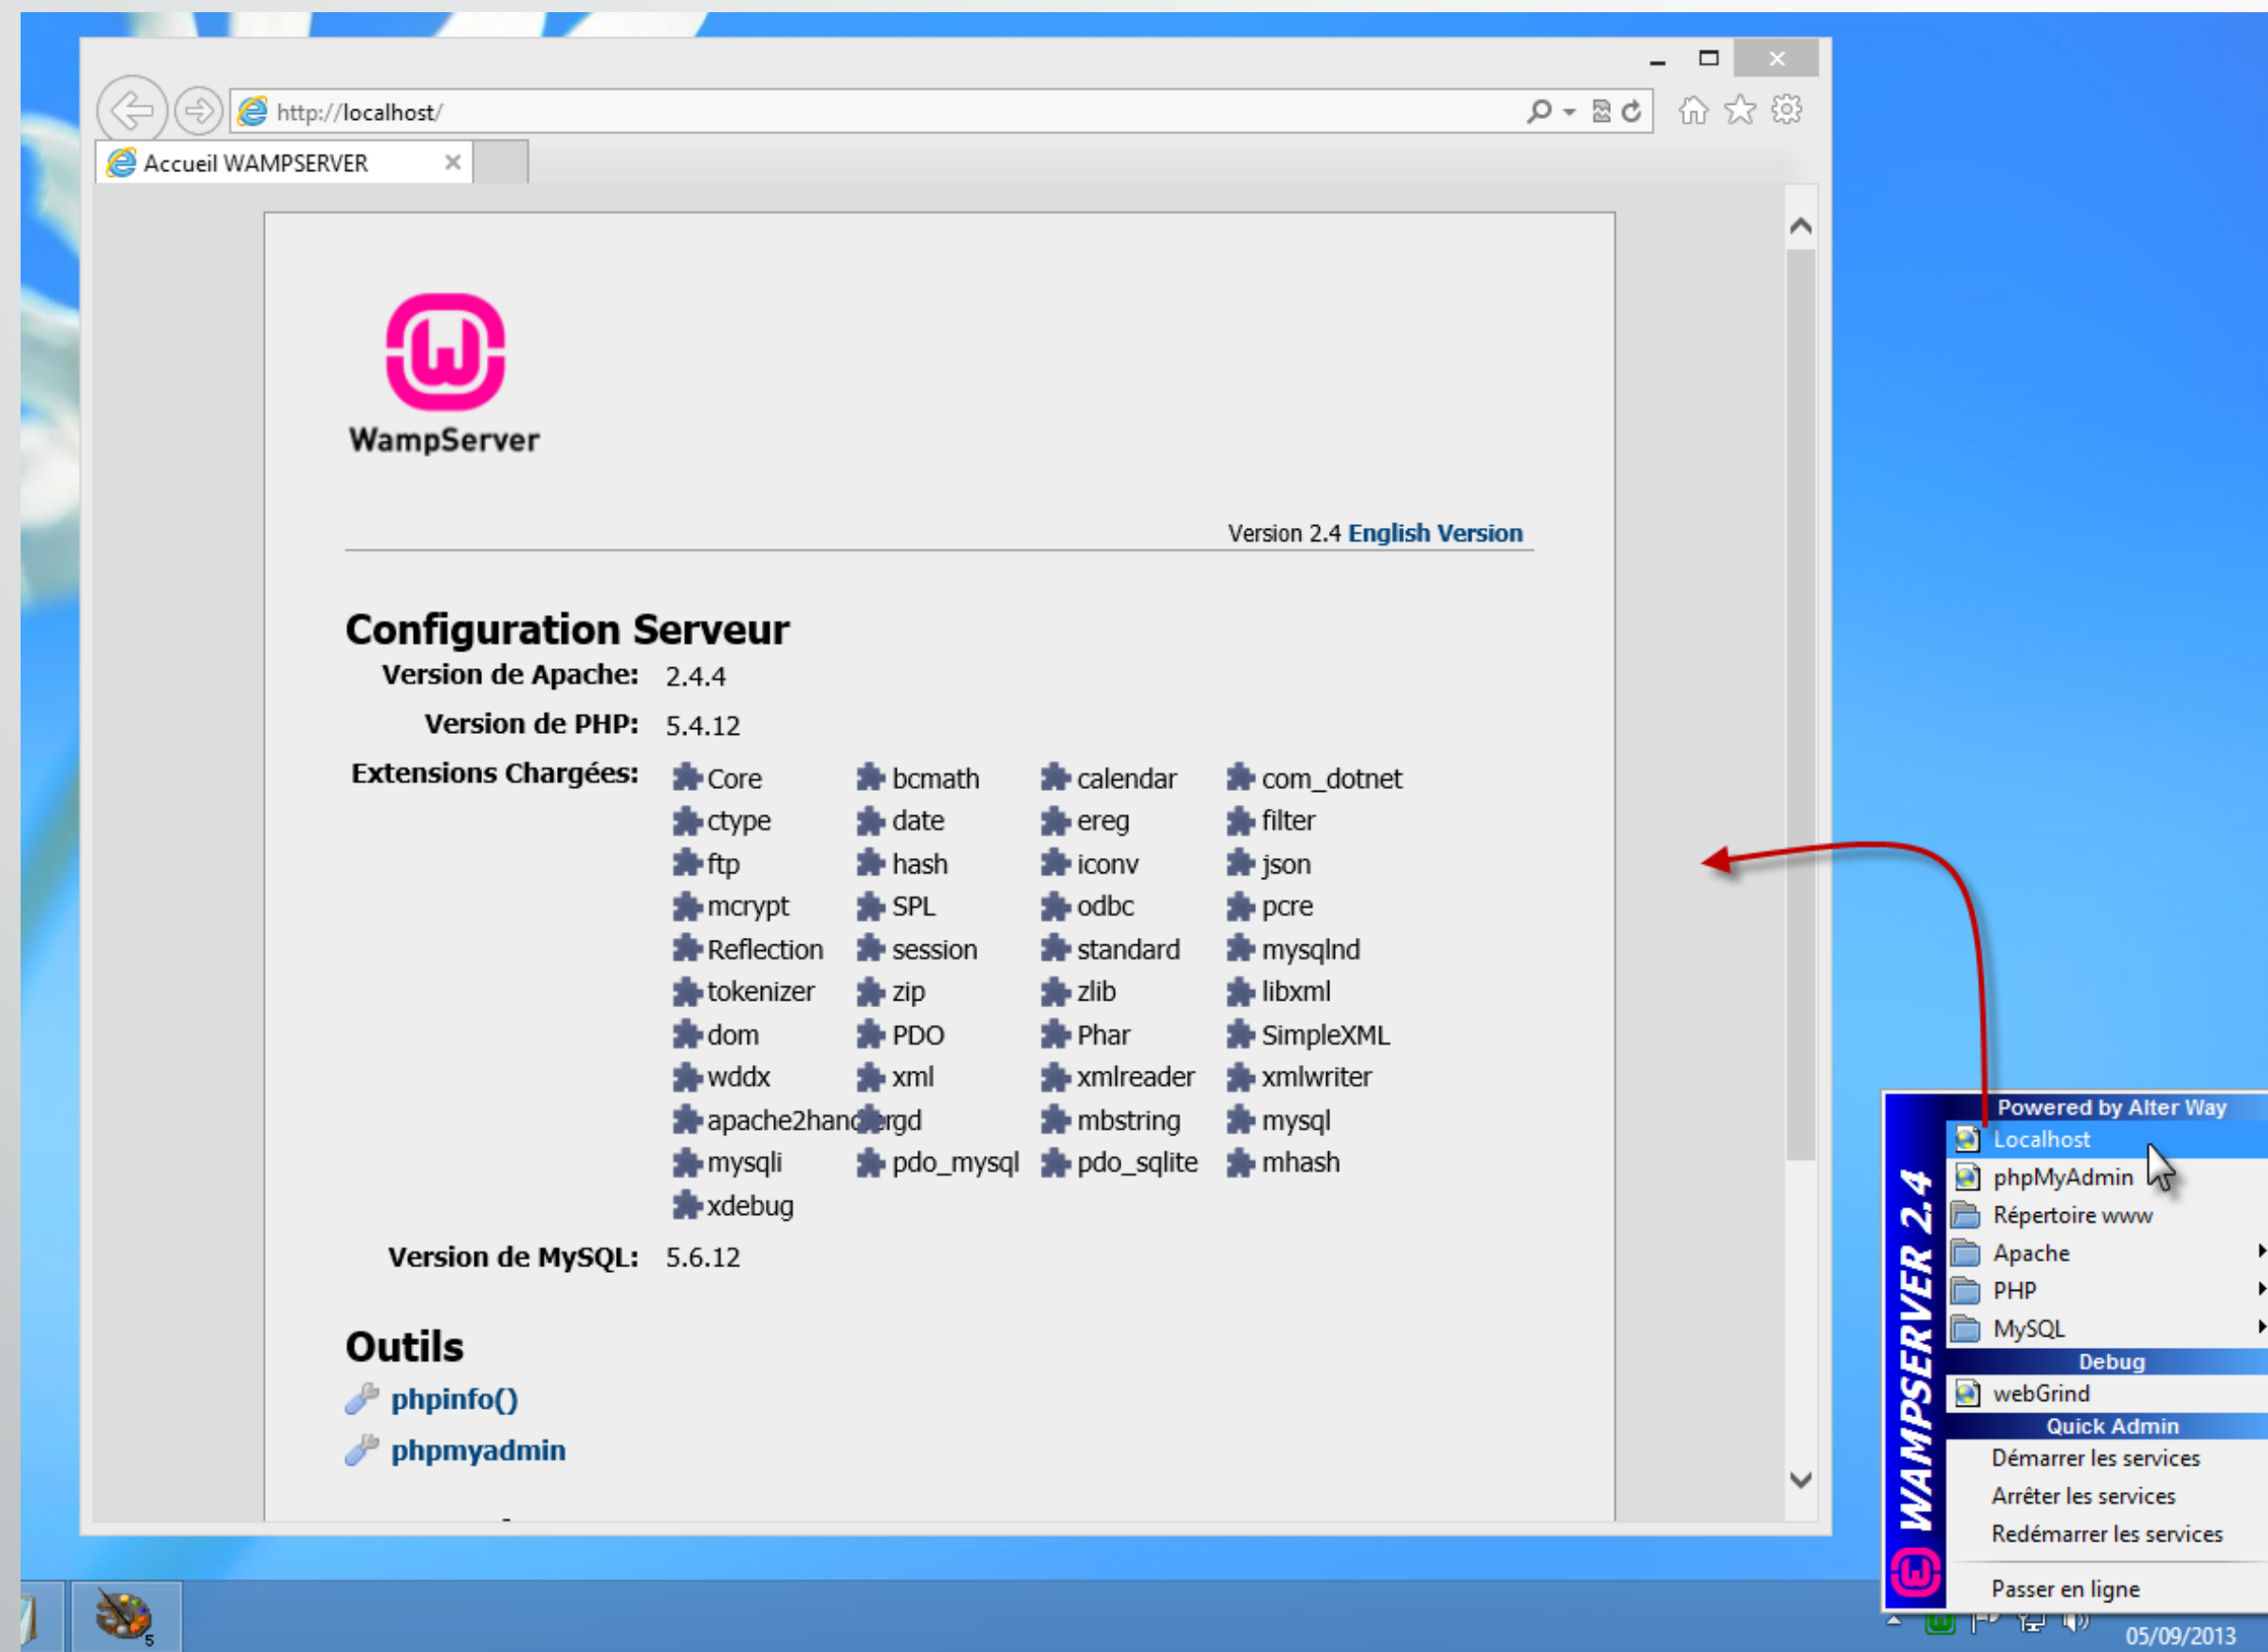 http://localhost/
Accueil WAMPSERVER
WampServer
Version 2.4 English Version
Configuration Serveur
Version de Apache: 2.4.4
Version de PHP: 5.4.12
Extensions Chargées: Core bcmath calendar com_dotnet
ctype date ereg filter
ftp hash iconv json
mcrypt SPL odbc pcre
Reflection session standard mysqlnd
tokenizer zip zlib libxml
dom PDO Phar SimpleXML
wddx xml xmlreader xmlwriter
gd mbstring mysql
mysqli pdo_mysql pdo_sqlite mhash
xdebug
Version de MySQL: 5.6.12
Outils
phpinfo()
phpmyadmin
WAMPSERVER 2.4
Powered by Alter Way
Localhost
phpMyAdmin
Répertoire www
Apache
PHP
MySQL
Debug
webGrind
Quick Admin
Démarrer les services
Arrêter les services
Redémarrer les services
Passer en ligne
5
05/09/2013